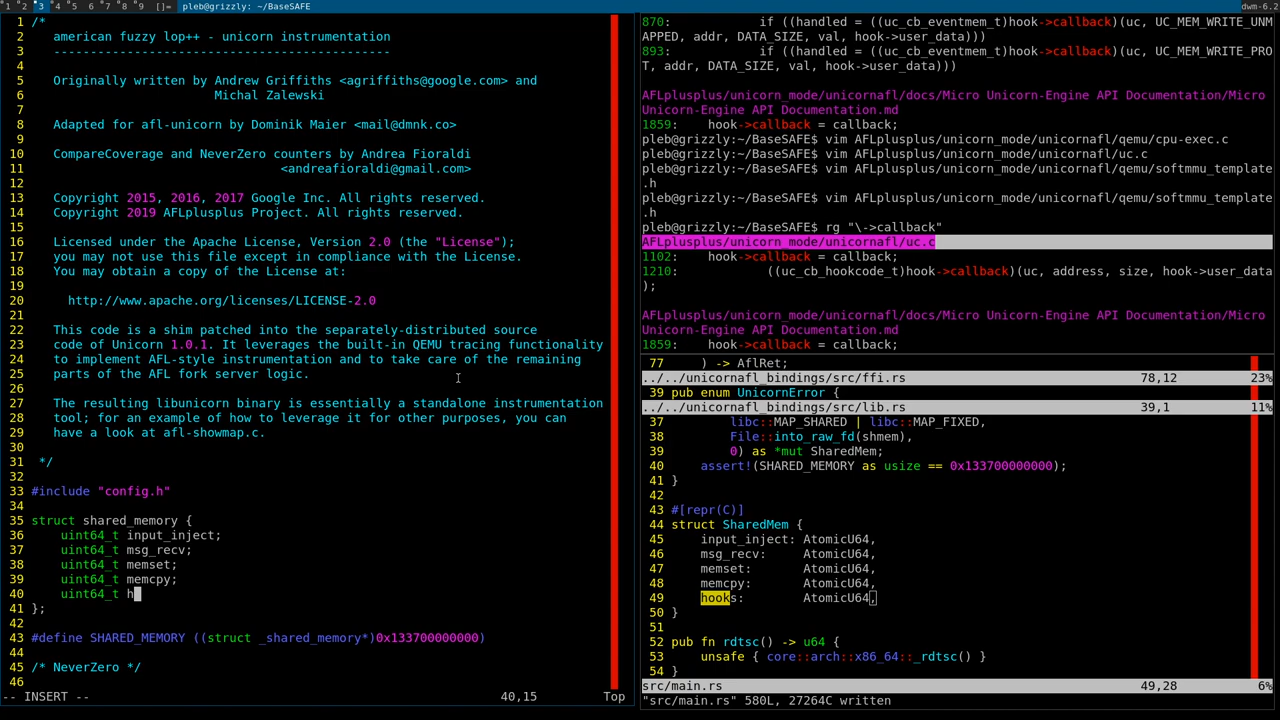 1 2 3 4 5 6 7 8 9 []= pleb@grizzly: ~/BaseSAFE dwm-6.2
1 /*
2    american fuzzy lop++ - unicorn instrumentation
3    ----------------------------------------------
4
5    Originally written by Andrew Griffiths <agriffiths@google.com> and
6                          Michal Zalewski
7
8    Adapted for afl-unicorn by Dominik Maier <mail@dmnk.co>
9
10    CompareCoverage and NeverZero counters by Andrea Fioraldi
11                                   <andreafioraldi@gmail.com>
12
13    Copyright 2015, 2016, 2017 Google Inc. All rights reserved.
14    Copyright 2019 AFLplusplus Project. All rights reserved.
15
16    Licensed under the Apache License, Version 2.0 (the "License");
17    you may not use this file except in compliance with the License.
18    You may obtain a copy of the License at:
19
20      http://www.apache.org/licenses/LICENSE-2.0
21
22    This code is a shim patched into the separately-distributed source
23    code of Unicorn 1.0.1. It leverages the built-in QEMU tracing functionality
24    to implement AFL-style instrumentation and to take care of the remaining
25    parts of the AFL fork server logic.
26
27    The resulting libunicorn binary is essentially a standalone instrumentation
28    tool; for an example of how to leverage it for other purposes, you can
29    have a look at afl-showmap.c.
30
31  */
32
33 #include "config.h"
34
35 struct shared_memory {
36     uint64_t input_inject;
37     uint64_t msg_recv;
38     uint64_t memset;
39     uint64_t memcpy;
40     uint64_t h
41 };
42
43 #define SHARED_MEMORY ((struct _shared_memory*)0x133700000000)
44
45 /* NeverZero */
46
-- INSERT -- 40,15 Top
870:        if ((handled = ((uc_cb_eventmem_t)hook->callback)(uc, UC_MEM_WRITE_UNM
APPED, addr, DATA_SIZE, val, hook->user_data)))
893:        if ((handled = ((uc_cb_eventmem_t)hook->callback)(uc, UC_MEM_WRITE_PRO
T, addr, DATA_SIZE, val, hook->user_data)))

AFLplusplus/unicorn_mode/unicornafl/docs/Micro Unicorn-Engine API Documentation/Micro
Unicorn-Engine API Documentation.md
1859:    hook->callback = callback;
pleb@grizzly:~/BaseSAFE$ vim AFLplusplus/unicorn_mode/unicornafl/qemu/cpu-exec.c
pleb@grizzly:~/BaseSAFE$ vim AFLplusplus/unicorn_mode/unicornafl/uc.c
pleb@grizzly:~/BaseSAFE$ vim AFLplusplus/unicorn_mode/unicornafl/qemu/softmmu_template
.h
pleb@grizzly:~/BaseSAFE$ vim AFLplusplus/unicorn_mode/unicornafl/qemu/softmmu_template
.h
pleb@grizzly:~/BaseSAFE$ rg "\->callback"
AFLplusplus/unicorn_mode/unicornafl/uc.c
1102:    hook->callback = callback;
1210:            ((uc_cb_hookcode_t)hook->callback)(uc, address, size, hook->user_data
);

AFLplusplus/unicorn_mode/unicornafl/docs/Micro Unicorn-Engine API Documentation/Micro
Unicorn-Engine API Documentation.md
1859:    hook->callback = callback;
77     ) -> AflRet;
../../unicornafl_bindings/src/ffi.rs 78,12 23%
39 pub enum UnicornError {
../../unicornafl_bindings/src/lib.rs 39,1 11%
37         libc::MAP_SHARED | libc::MAP_FIXED,
38         File::into_raw_fd(shmem),
39         0) as *mut SharedMem;
40     assert!(SHARED_MEMORY as usize == 0x133700000000);
41 }
42
43 #[repr(C)]
44 struct SharedMem {
45     input_inject: AtomicU64,
46     msg_recv:     AtomicU64,
47     memset:       AtomicU64,
48     memcpy:       AtomicU64,
49     hooks:        AtomicU64,
50 }
51
52 pub fn rdtsc() -> u64 {
53     unsafe { core::arch::x86_64::_rdtsc() }
54 }
src/main.rs 49,28 6%
"src/main.rs" 580L, 27264C written